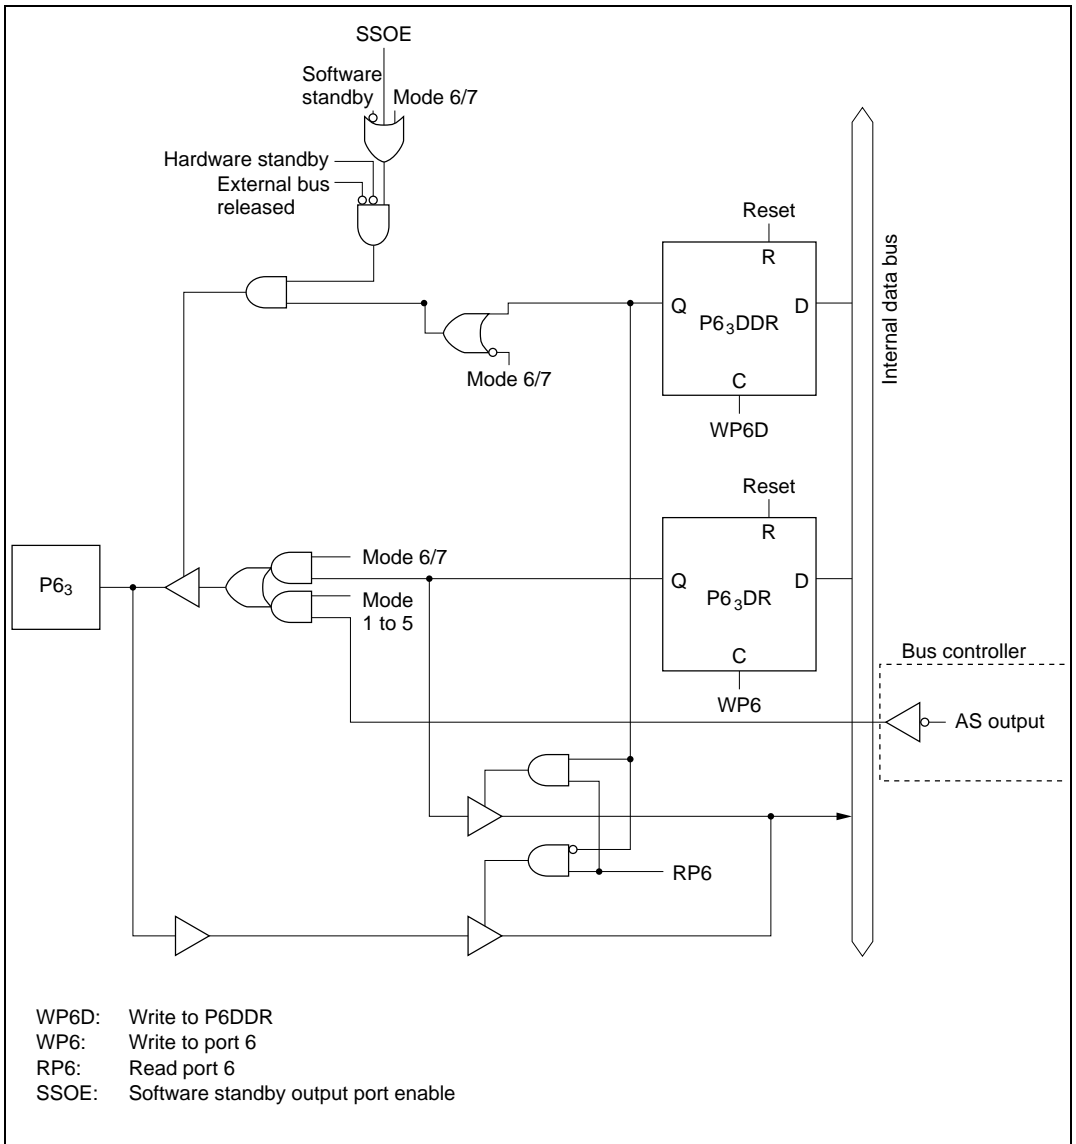 SSOE
Software
standby
Mode 6/7
Hardware standby
External bus
released
Reset
R
Q
P6₃DDR
D
C
WP6D
Mode 6/7
Internal data bus
Reset
R
Q
P6₃DR
D
C
WP6
P6₃
Mode 6/7
Mode
1 to 5
Bus controller
AS output
RP6
WP6D: Write to P6DDR
WP6: Write to port 6
RP6: Read port 6
SSOE: Software standby output port enable